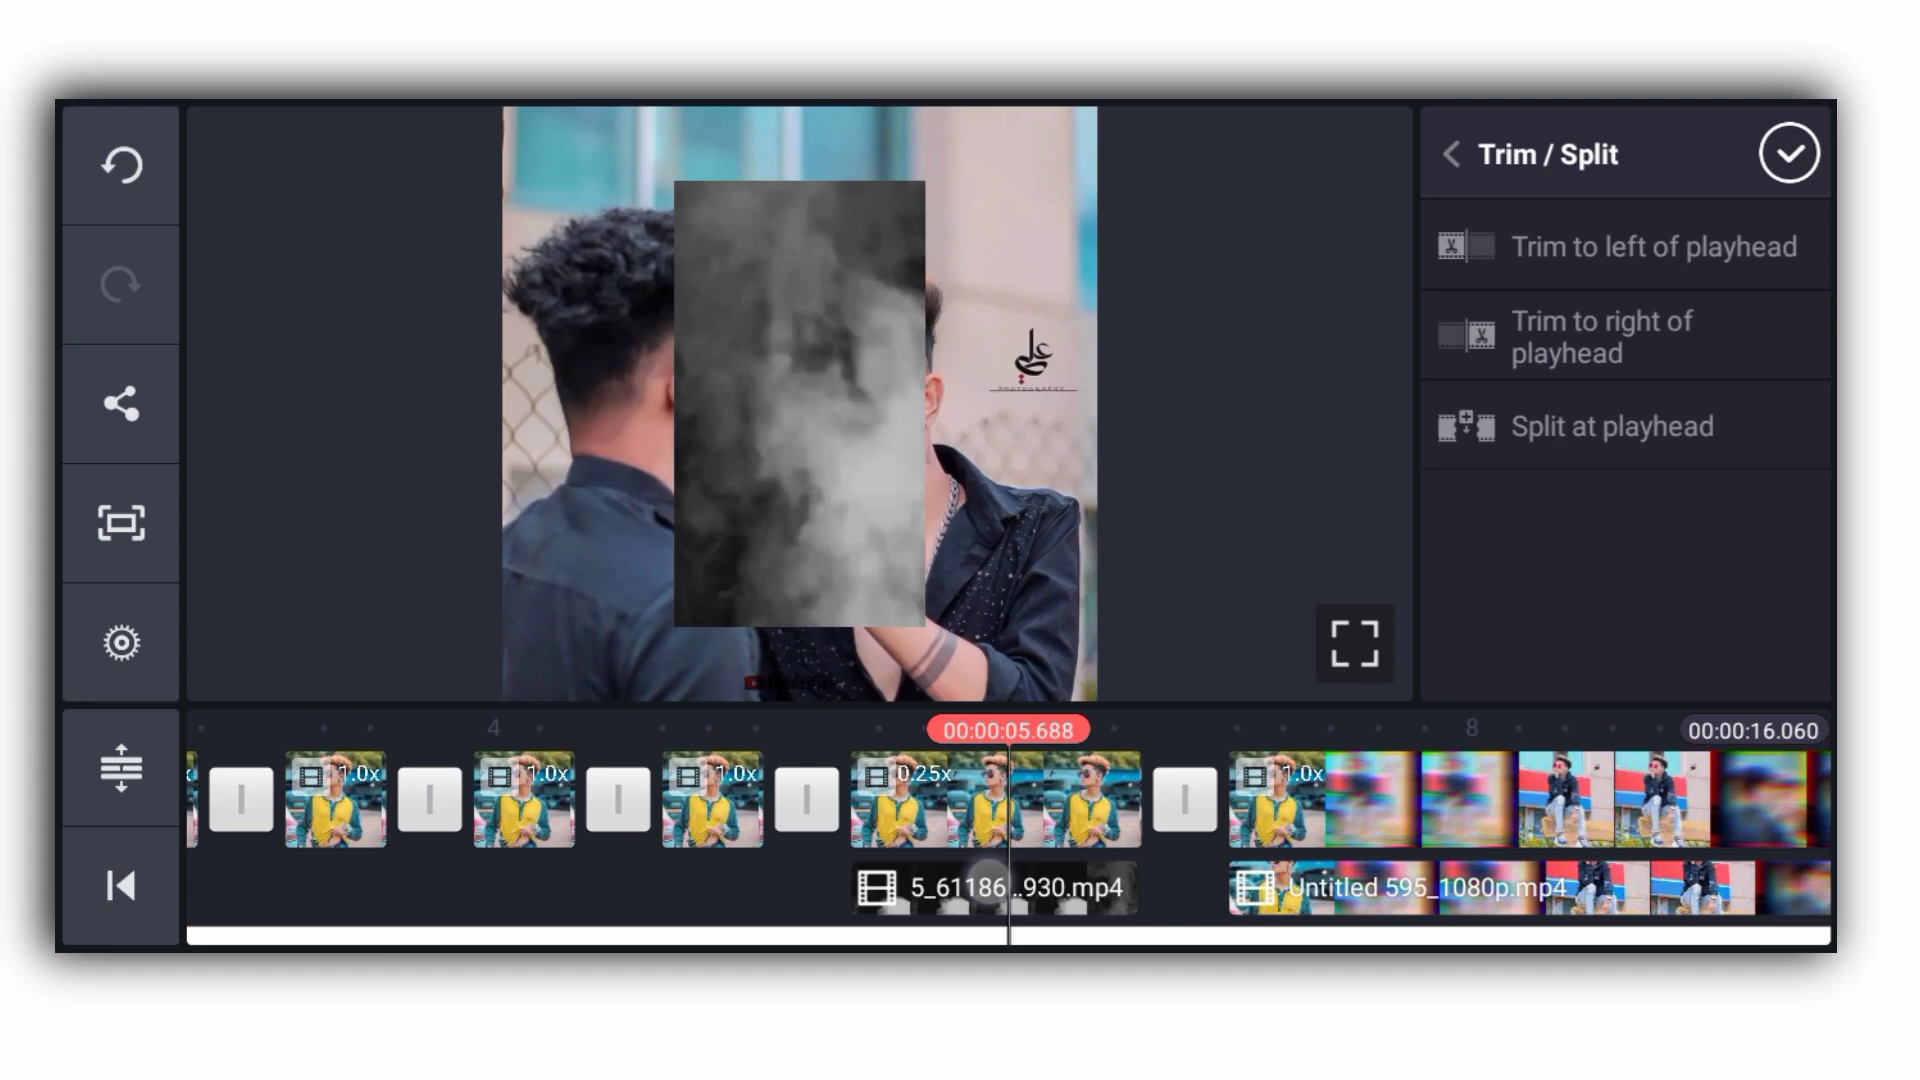 Trim / Split
Trim to left of playhead
Trim to right of
playhead
Split at playhead
علي
PHOTOGRAPHY
4
00:00:05.688
8
00:00:16.060
1.0x
1.0x
1.0x
0.25x
1.0x
5_61186..930.mp4
Untitled 595_1080p.mp4